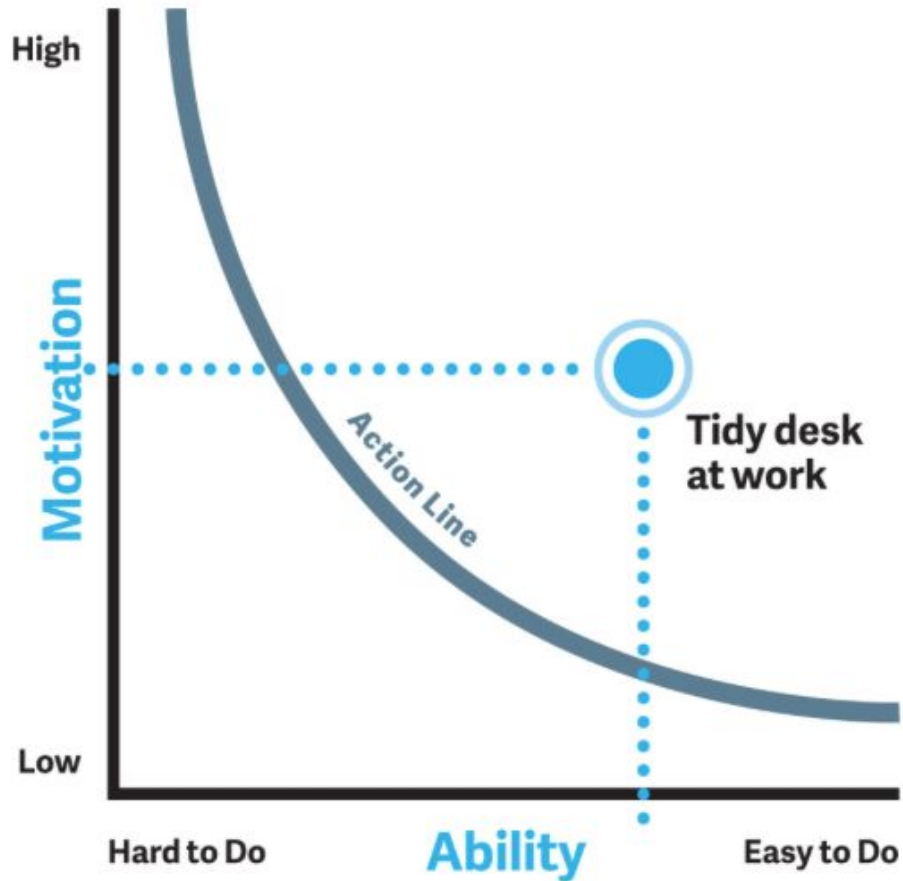 High
Motivation
Action Line
Tidy desk
at work
Low
Hard to Do
Ability
Easy to Do